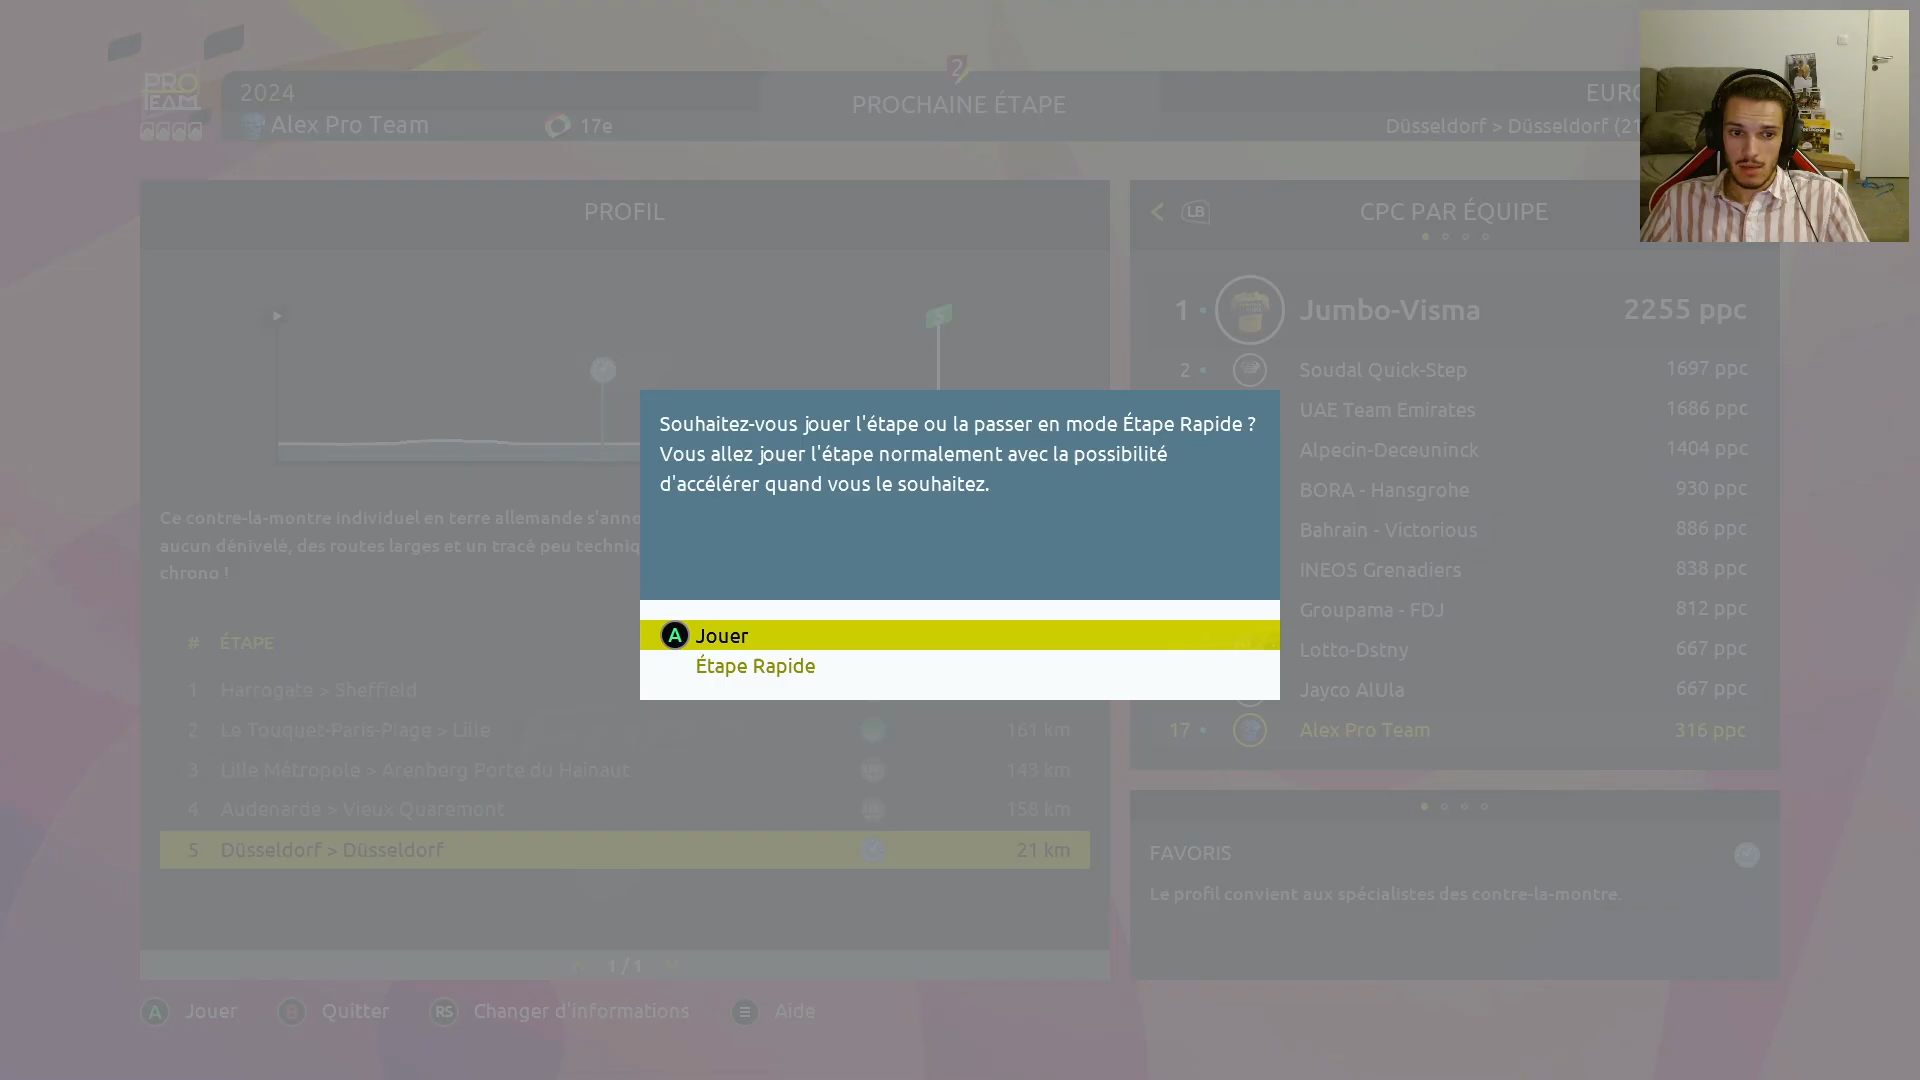 PRO TEAM
2024
Alex Pro Team
17e
2
PROCHAINE ÉTAPE
EURO
Düsseldorf > Düsseldorf (21
PROFIL
Ce contre-la-montre individuel en terre allemande s'anno
aucun dénivelé, des routes larges et un tracé peu techniq
chrono !
# ÉTAPE
1 Harrogate > Sheffield
2 Le Touquet-Paris-Plage > Lille 161 km
3 Lille Métropole > Arenberg Porte du Hainaut 143 km
4 Audenarde > Vieux Quaremont 158 km
5 Düsseldorf > Düsseldorf 21 km
1 / 1
Souhaitez-vous jouer l'étape ou la passer en mode Étape Rapide ?
Vous allez jouer l'étape normalement avec la possibilité
d'accélérer quand vous le souhaitez.
A Jouer
Étape Rapide
LB CPC PAR ÉQUIPE
1 Jumbo-Visma 2255 ppc
2 Soudal Quick-Step 1697 ppc
UAE Team Emirates 1686 ppc
Alpecin-Deceuninck 1404 ppc
BORA - Hansgrohe 930 ppc
Bahrain - Victorious 886 ppc
INEOS Grenadiers 838 ppc
Groupama - FDJ 812 ppc
Lotto-Dstny 667 ppc
Jayco AlUla 667 ppc
17 Alex Pro Team 316 ppc
FAVORIS
Le profil convient aux spécialistes des contre-la-montre.
A Jouer B Quitter RS Changer d'informations Aide